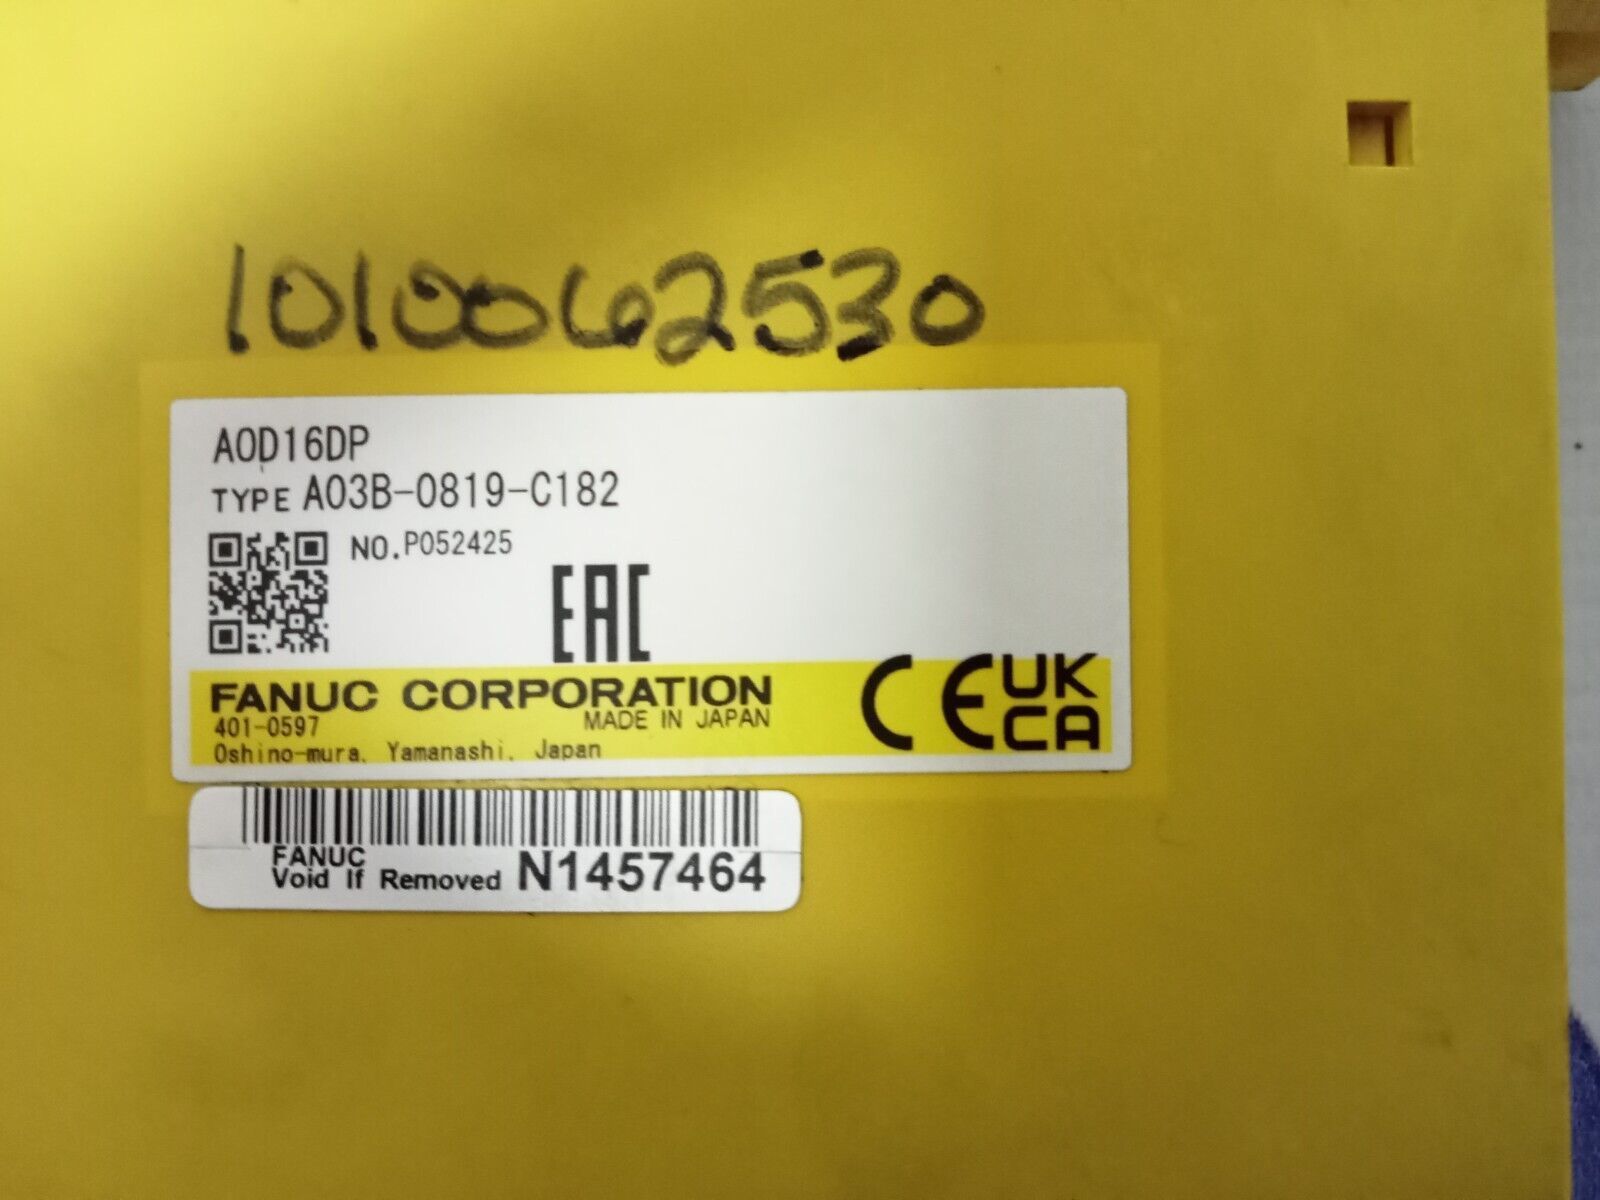 1010062530
AOD16DP
TYPE A03B-0819-C182
NO.P052425
EAC
FANUC CORPORATION
401-0597 MADE IN JAPAN
Oshino-mura, Yamanashi, Japan
CE UK
CA
FANUC
Void If Removed N1457464